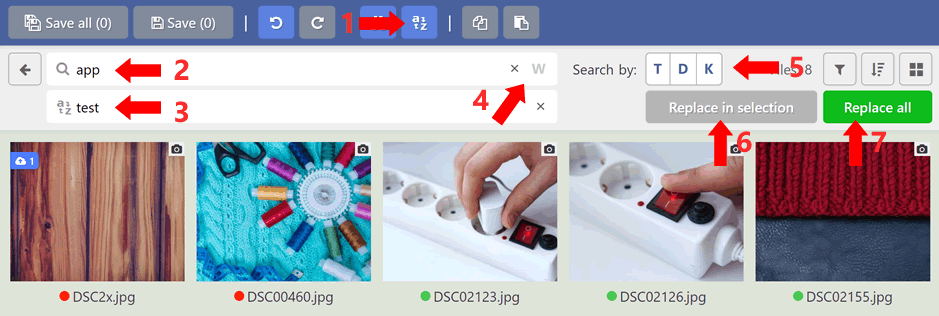 Save all (0) Save (0) 1
app 2 W Search by: T D K 5 8
test 3 4 Replace in selection 6 Replace all 7
1
DSC2x.jpg DSC00460.jpg DSC02123.jpg DSC02126.jpg DSC02155.jpg